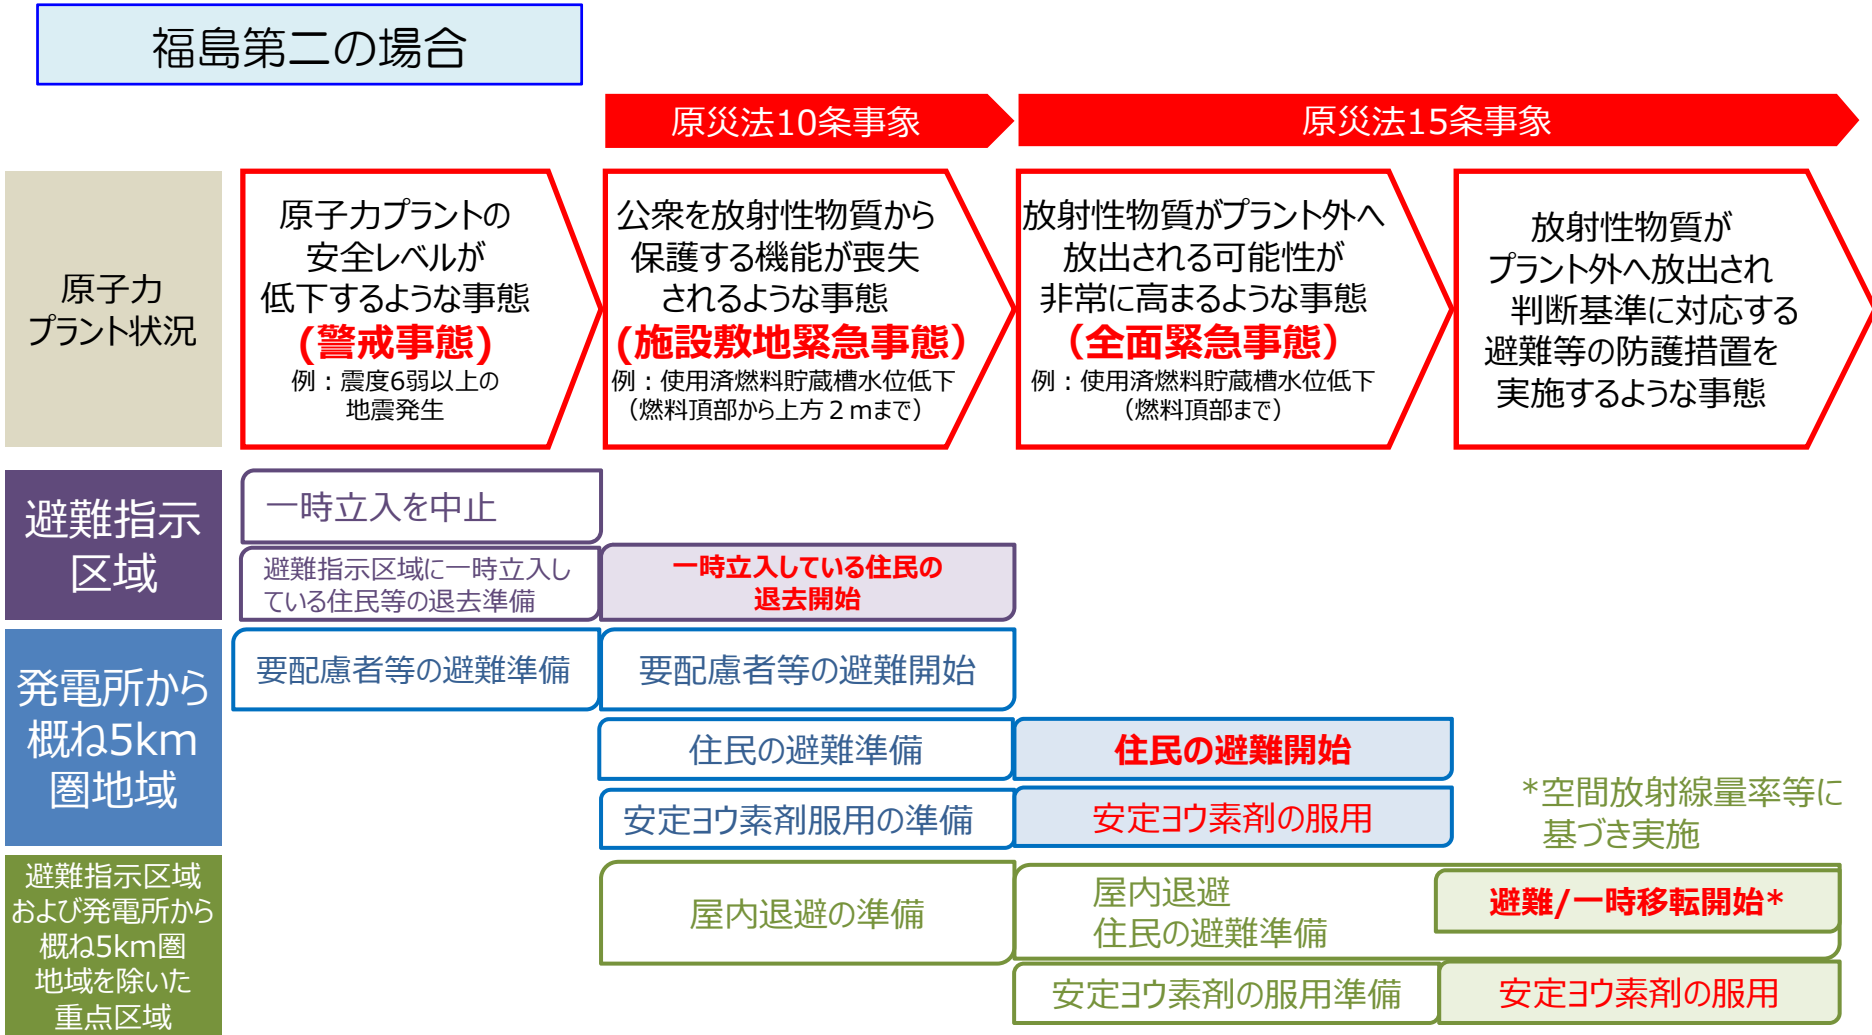 福島第二の場合
原災法10条事象
原災法15条事象
原子力
プラント状況
原子力プラントの
安全レベルが
低下するような事態
(警戒事態)
例：震度6弱以上の
地震発生
公衆を放射性物質から
保護する機能が喪失
されるような事態
(施設敷地緊急事態)
例：使用済燃料貯蔵槽水位低下
（燃料頂部から上方２ｍまで）
放射性物質がプラント外へ
放出される可能性が
非常に高まるような事態
（全面緊急事態）
例：使用済燃料貯蔵槽水位低下
（燃料頂部まで）
放射性物質が
プラント外へ放出され
判断基準に対応する
避難等の防護措置を
実施するような事態
避難指示
区域
一時立入を中止
避難指示区域に一時立入し
ている住民等の退去準備
一時立入している住民の
退去開始
発電所から
概ね5km
圏地域
要配慮者等の避難準備
要配慮者等の避難開始
住民の避難準備
住民の避難開始
安定ヨウ素剤服用の準備
安定ヨウ素剤の服用
*空間放射線量率等に
基づき実施
避難指示区域
および発電所から
概ね5km圏
地域を除いた
重点区域
屋内退避の準備
屋内退避
住民の避難準備
避難/一時移転開始*
安定ヨウ素剤の服用準備
安定ヨウ素剤の服用